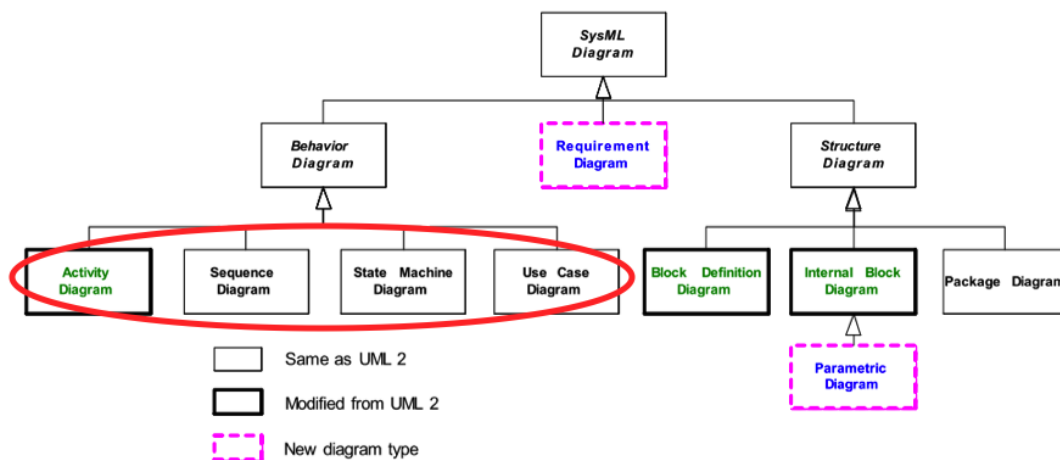 SysML
Diagram
Behavior
Diagram
Requirement
Diagram
Structure
Diagram
Activity
Diagram
Sequence
Diagram
State Machine
Diagram
Use Case
Diagram
Block Definition
Diagram
Internal Block
Diagram
Package Diagram
Parametric
Diagram
Same as UML 2
Modified from UML 2
New diagram type